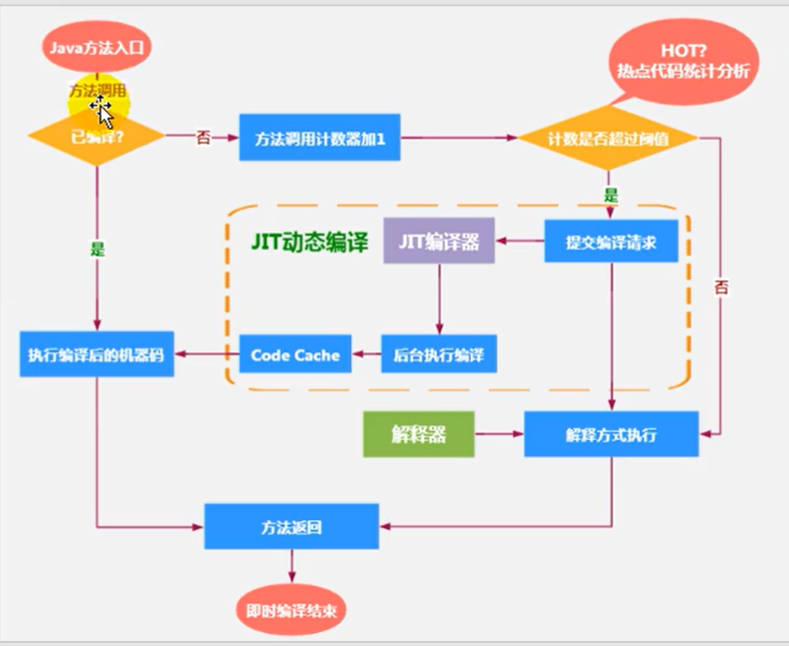 Java方法入口
HOT?
热点代码统计分析
方法调用
已编译?
否
方法调用计数器加1
计数是否超过阈值
是
JIT动态编译
JIT编译器
提交编译请求
是
否
执行编译后的机器码
Code Cache
后台执行编译
解释器
解释方式执行
方法返回
即时编译结束